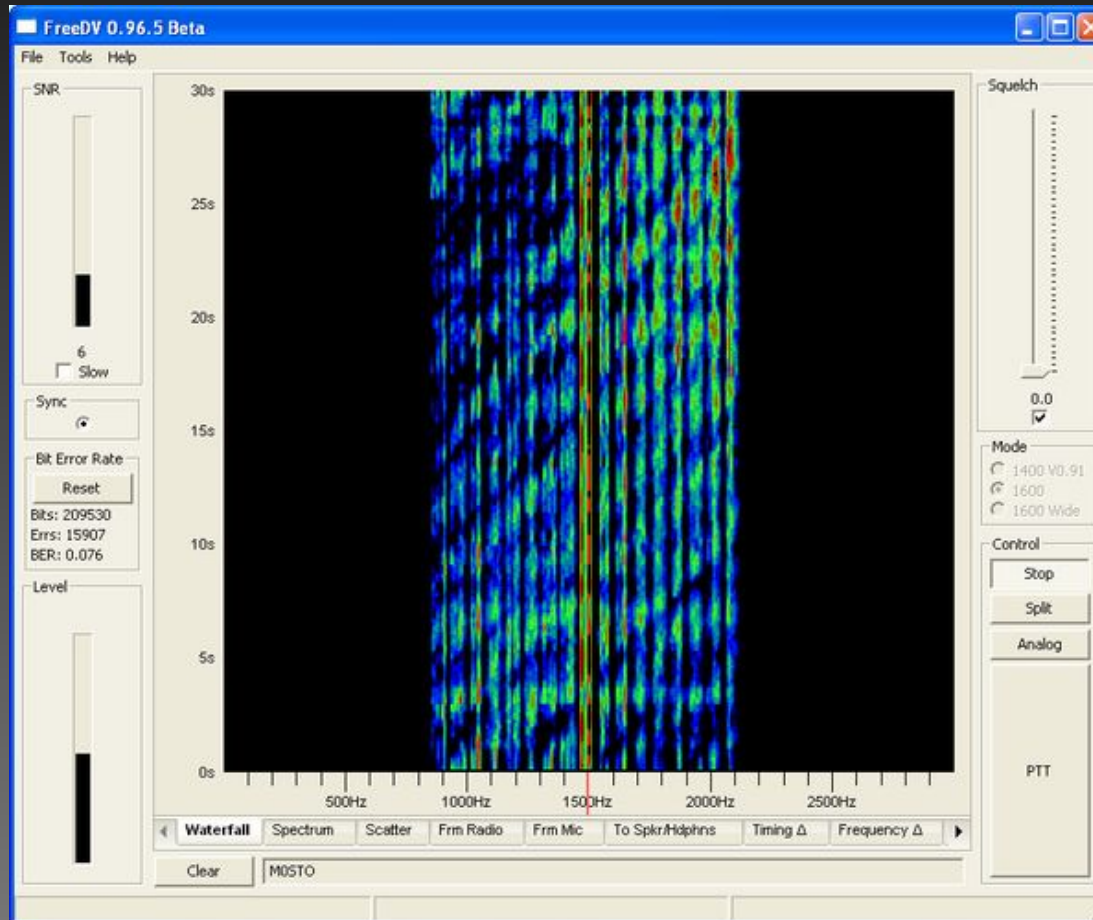 FreeDV 0.96.5 Beta
File Tools Help
SNR
6
Slow
Sync
Bit Error Rate
Reset
Bits: 209530
Errs: 15907
BER: 0.076
Level
30s
25s
20s
15s
10s
5s
0s
500Hz 1000Hz 1500Hz 2000Hz 2500Hz
Waterfall Spectrum Scatter Frm Radio Frm Mic To Spkr/Hdphns Timing Δ Frequency Δ
Clear M0STO
Squelch
0.0
Mode
1400 V0.91
1600
1600 Wide
Control
Stop
Split
Analog
PTT